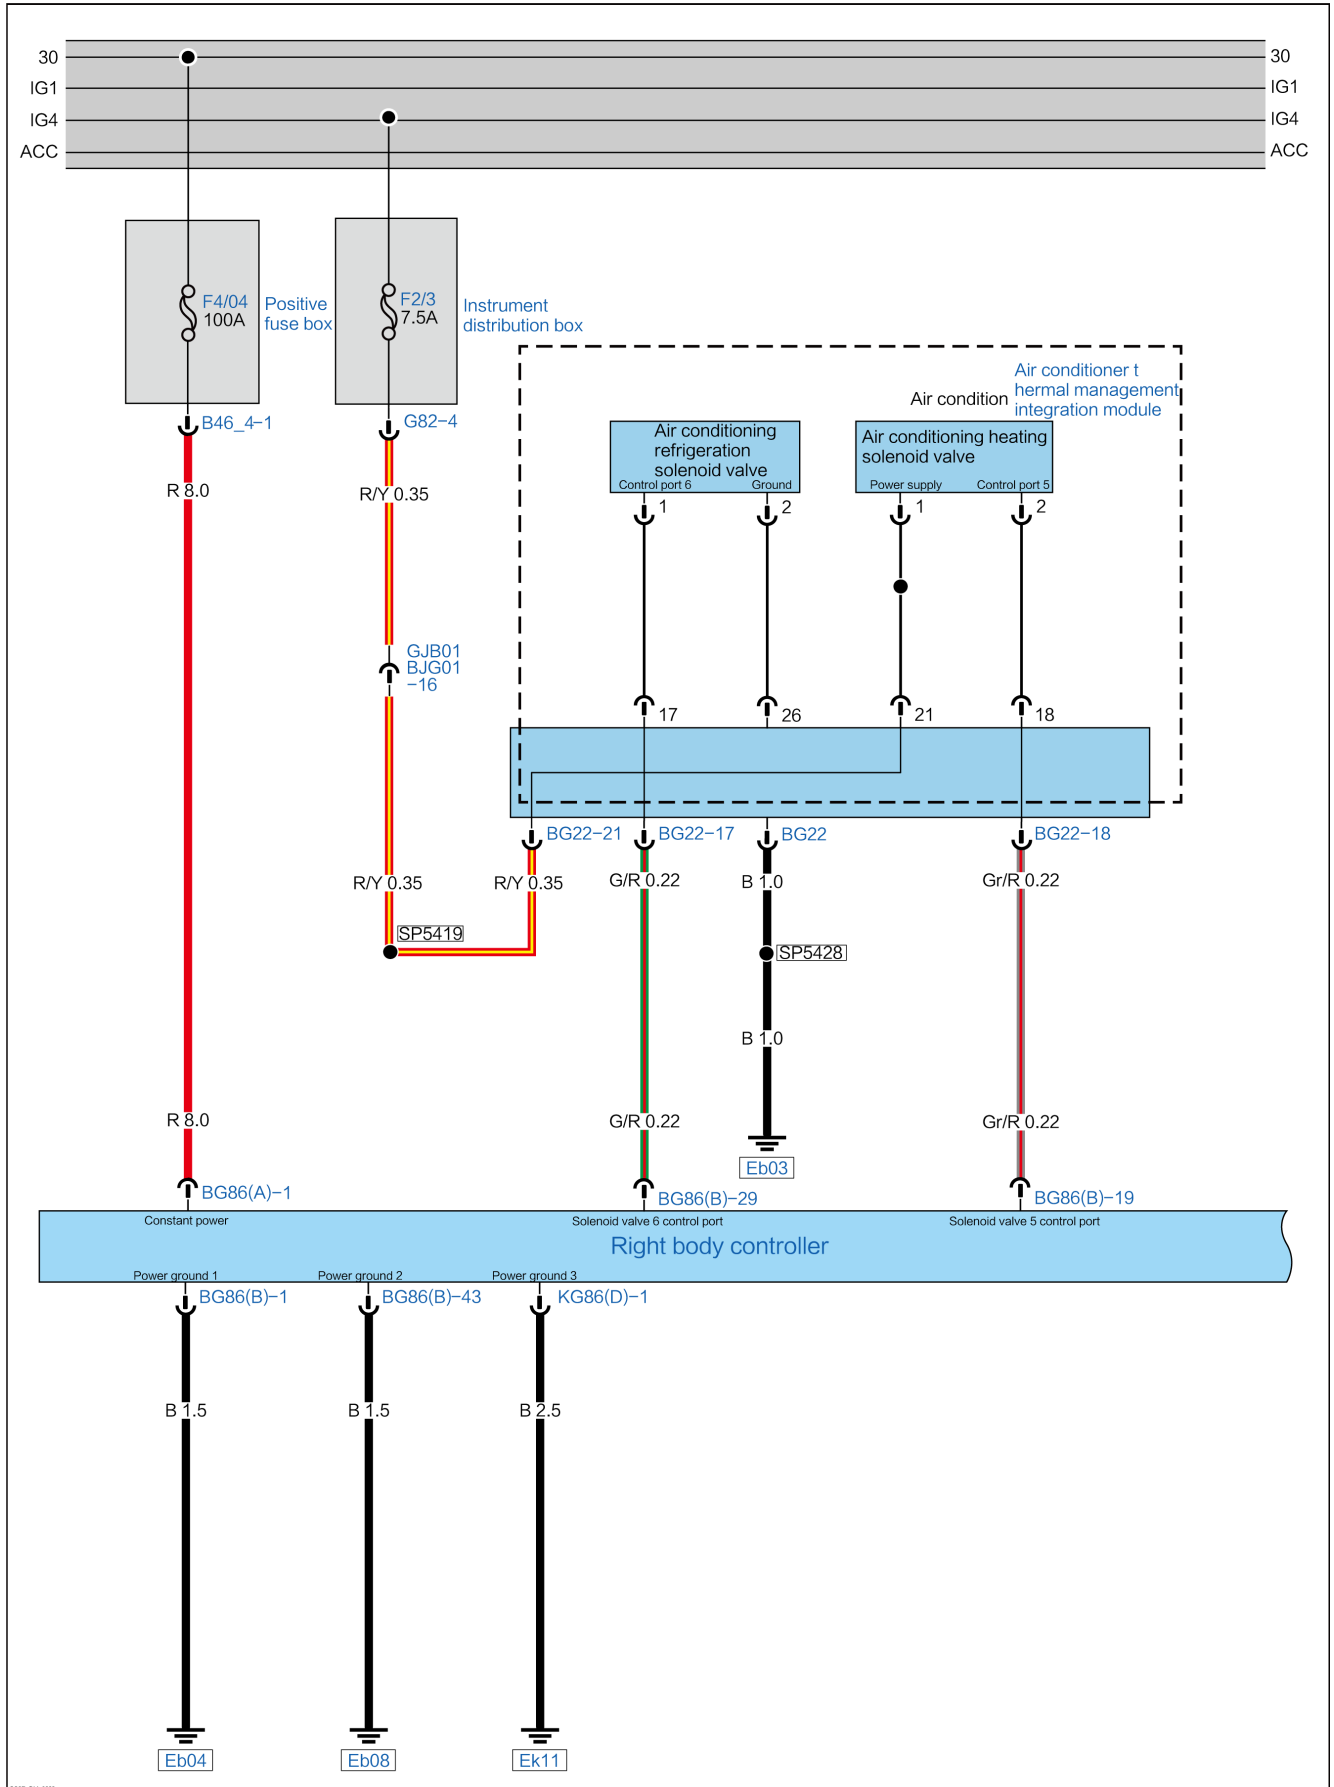 30 30
IG1 IG1
IG4 IG4
ACC ACC
F4/04
100A
Positive
fuse box
F2/3
7.5A
Instrument
distribution box
B46_4-1
G82-4
R 8.0
R/Y 0.35
Air condition
Air conditioner t
hermal management
integration module
Air conditioning
refrigeration
solenoid valve
Control port 6 Ground
Air conditioning heating
solenoid valve
Power supply Control port 5
1 2 1 2
GJB01
BJG01
-16
17 26 21 18
BG22-21 BG22-17 BG22 BG22-18
R/Y 0.35 R/Y 0.35 G/R 0.22 B 1.0 Gr/R 0.22
SP5419
SP5428
B 1.0
R 8.0 G/R 0.22 Gr/R 0.22
Eb03
BG86(A)-1 BG86(B)-29 BG86(B)-19
Constant power Solenoid valve 6 control port Solenoid valve 5 control port
Right body controller
Power ground 1 Power ground 2 Power ground 3
BG86(B)-1 BG86(B)-43 KG86(D)-1
B 1.5 B 1.5 B 2.5
Eb04 Eb08 Ek11